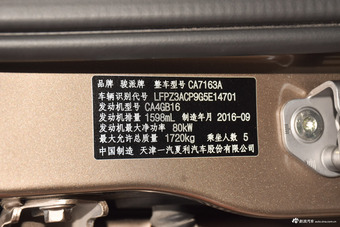 品牌 骏派牌 整车型号 CA7163A
车辆识别代号 LFPZ3ACP9G5E14701
发动机型号 CA4GB16
发动机排量 1598mL 制造年月 2016-09
发动机最大净功率 80kW
最大允许总质量 1720kg 乘坐人数 5
中国制造 天津一汽夏利汽车股份有限公司